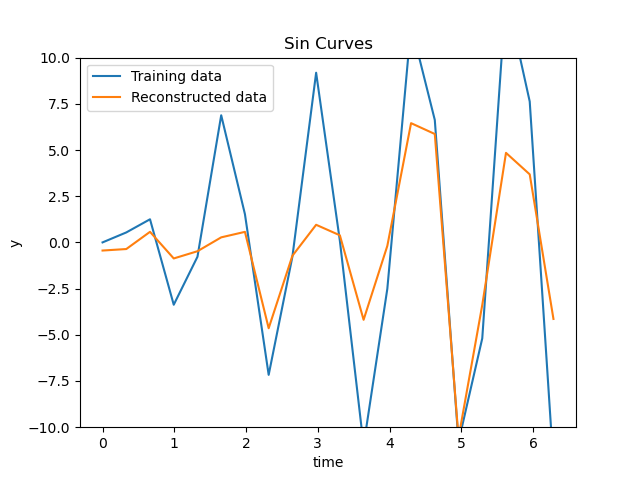 Sin Curves
Training data
Reconstructed data
y
10.0
7.5
5.0
2.5
0.0
−2.5
−5.0
−7.5
−10.0
0 1 2 3 4 5 6
time